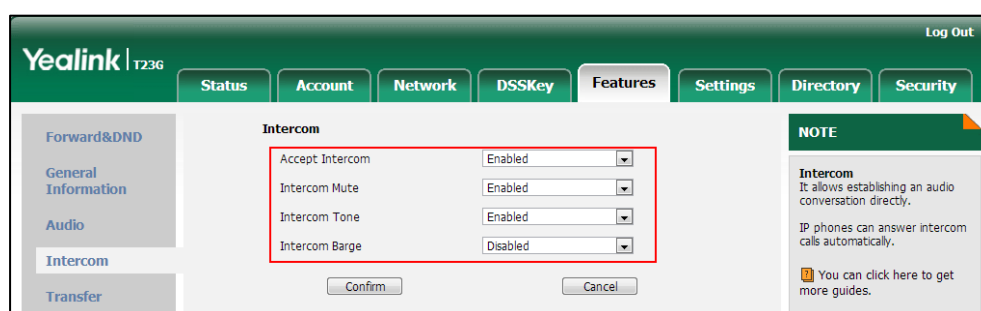 Log Out
Yealink T23G
Status Account Network DSSKey Features Settings Directory Security
Forward&DND
General
Information
Audio
Intercom
Transfer
Intercom
Accept Intercom Enabled
Intercom Mute Enabled
Intercom Tone Enabled
Intercom Barge Disabled
Confirm Cancel
NOTE
Intercom
It allows establishing an audio
conversation directly.
IP phones can answer intercom
calls automatically.
? You can click here to get
more guides.